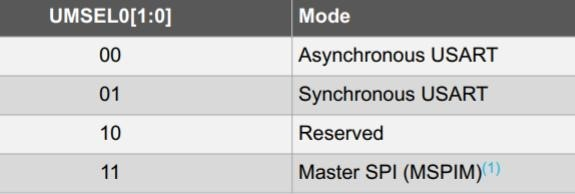 UMSEL0[1:0] Mode
00 Asynchronous USART
01 Synchronous USART
10 Reserved
11 Master SPI (MSPIM)(1)